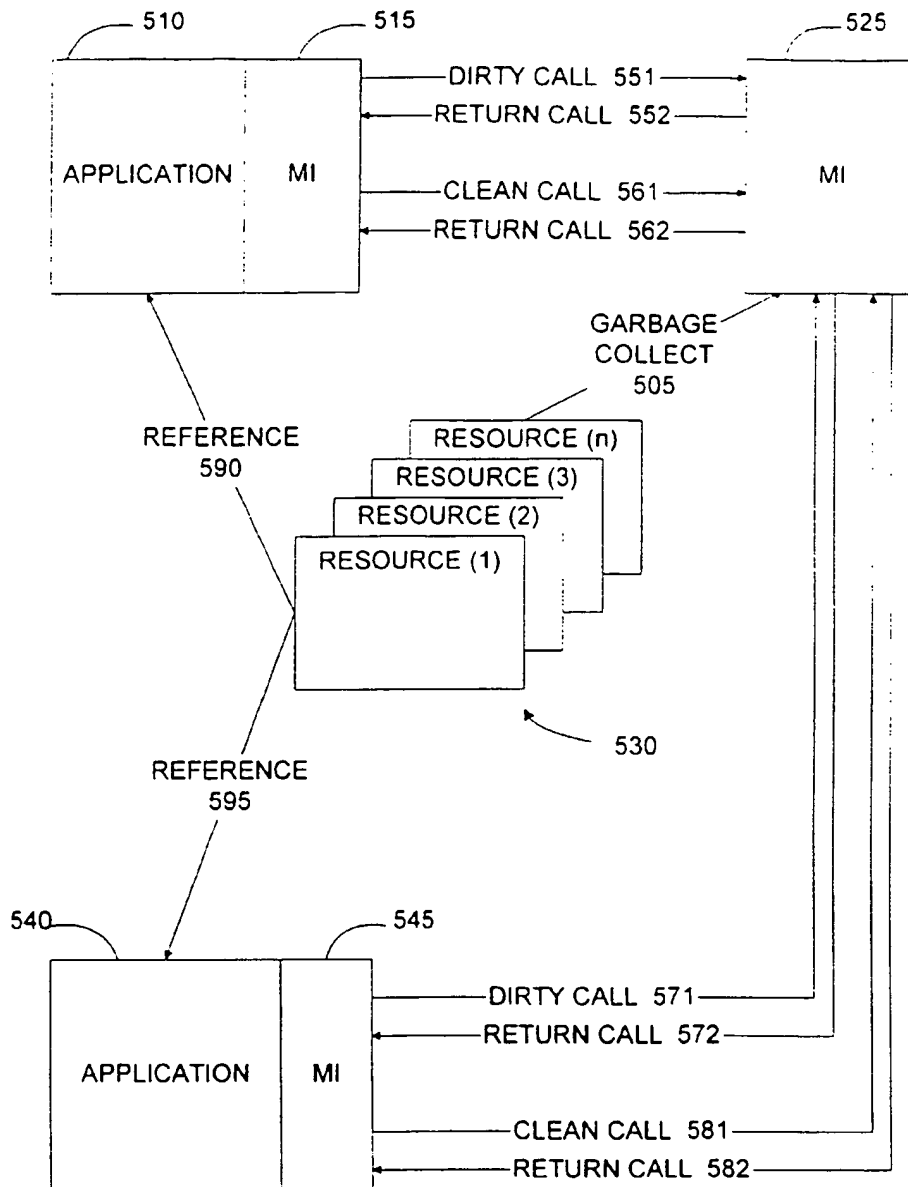 510
515
525
DIRTY CALL 551
RETURN CALL 552
APPLICATION
MI
MI
CLEAN CALL 561
RETURN CALL 562
GARBAGE
COLLECT
505
REFERENCE
590
RESOURCE (n)
RESOURCE (3)
RESOURCE (2)
RESOURCE (1)
530
REFERENCE
595
540
545
DIRTY CALL 571
RETURN CALL 572
APPLICATION
MI
CLEAN CALL 581
RETURN CALL 582